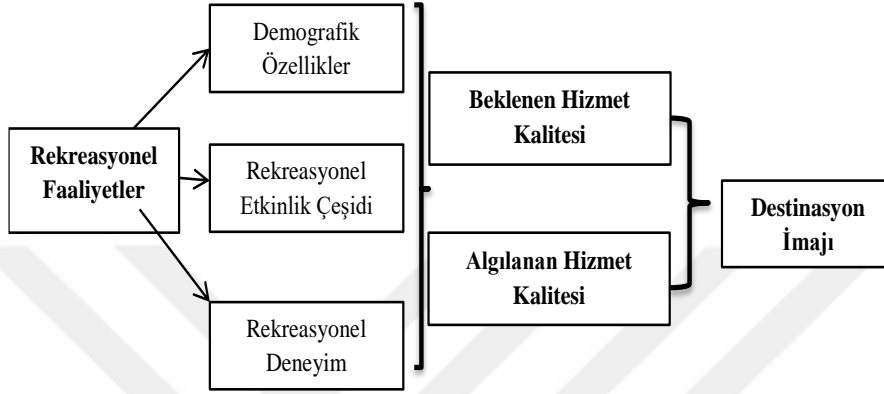 Rekreasyonel
Faaliyetler
Demografik
Özellikler
Rekreasyonel
Etkinlik Çeşidi
Rekreasyonel
Deneyim
Beklenen Hizmet
Kalitesi
Algılanan Hizmet
Kalitesi
Destinasyon
İmajı